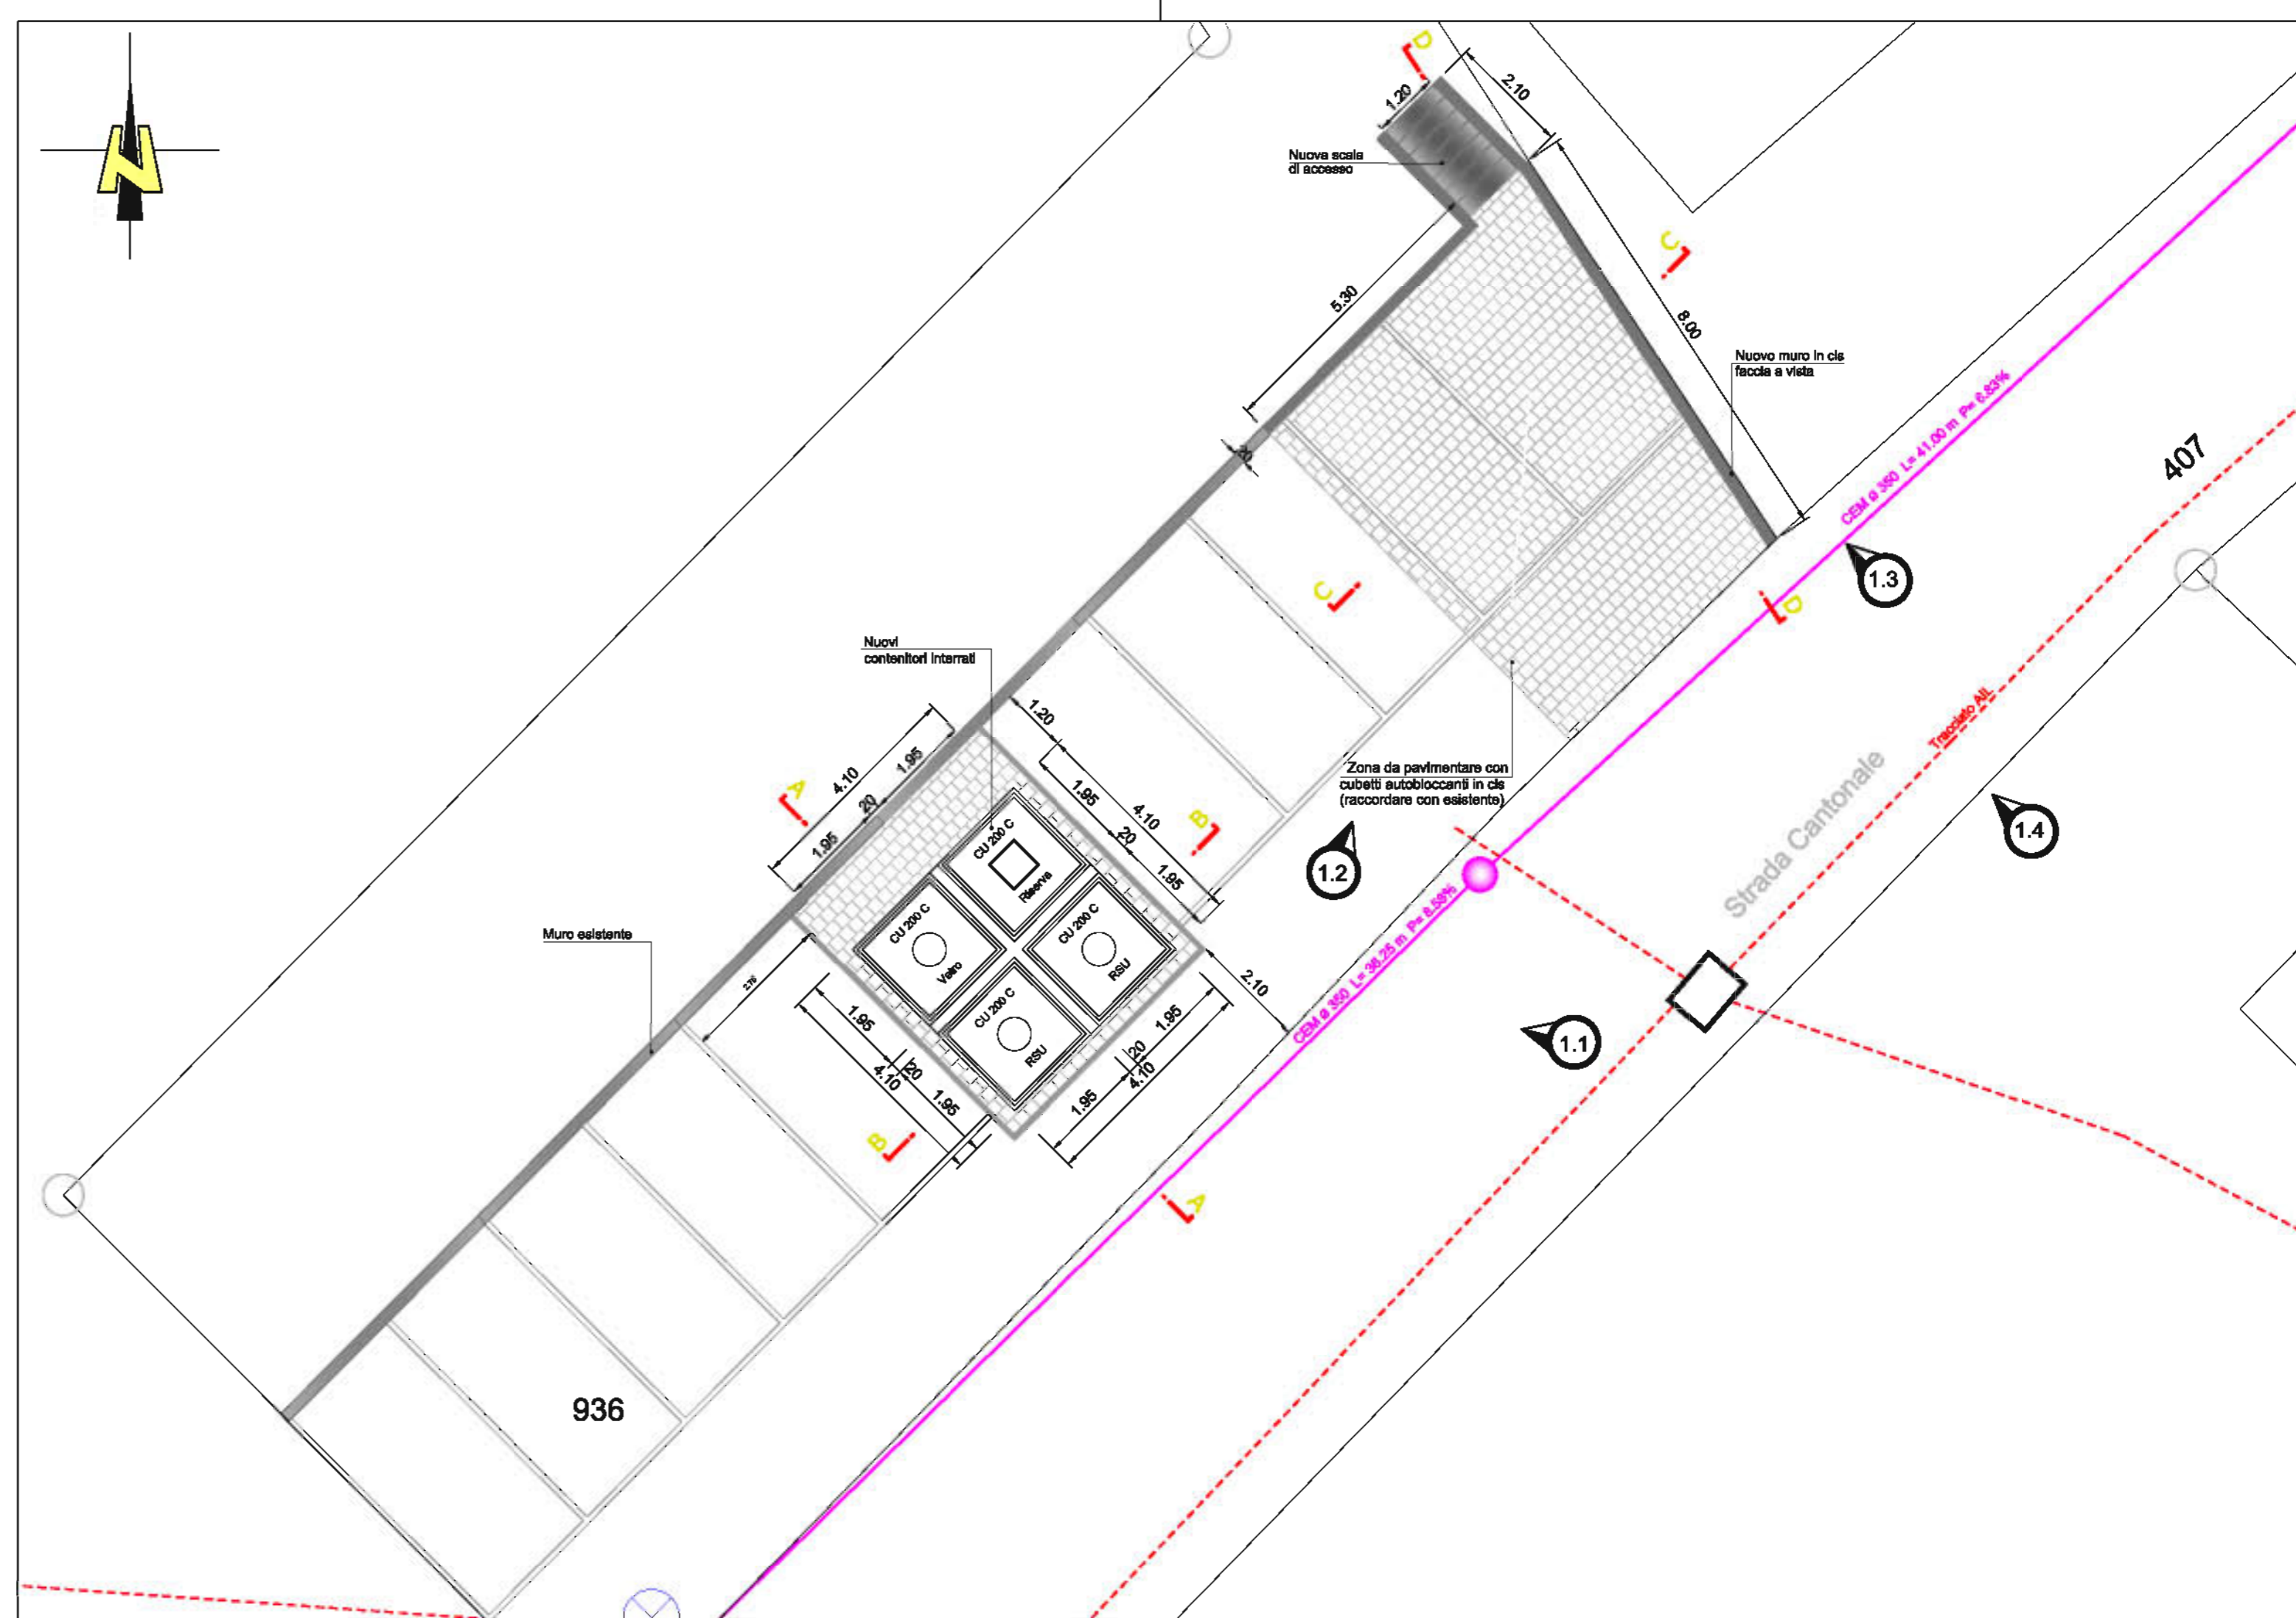 N
D
1.20
2.10
Nuova scala
di accesso
C
5.30
8.00
Nuovo muro in cls
faccia a vista
CEM ø 350 L= 41.00 m P= 6.83%
407
20
1.3
D
C
Nuovi
contenitori interrati
1.20
Tracciato AIL
Strada Cantonale
4.10
1.95
20
1.95
A
1.95
4.10
20
1.95
B
Zona da pavimentare con
cubetti autobloccanti in cls
(raccordare con esistente)
1.4
1.2
CU 200 C
Riserva
CU 200 C
Vetro
CU 200 C
RSU
CU 200 C
RSU
Muro esistente
2.10
CEM ø 350 L= 36.25 m P= 8.59%
1.1
1.95
20
4.10
1.95
1.95
20
4.10
1.95
B
A
936